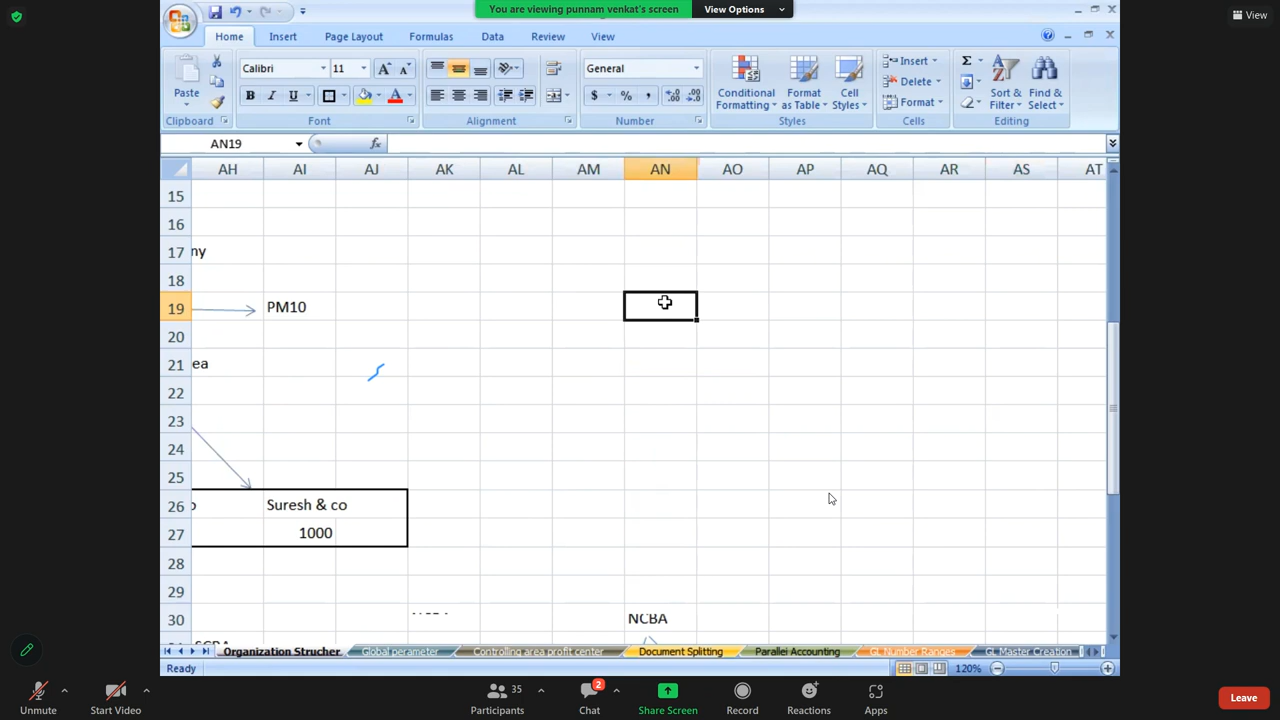 You are viewing punnam venkat's screen
View Options
View
Home Insert Page Layout Formulas Data Review View
Paste
Clipboard
Calibri 11
B I U
Font
Alignment
General
$ % ,
Number
Conditional Formatting
Format as Table
Cell Styles
Styles
Insert
Delete
Format
Cells
Sort & Filter
Find & Select
Editing
AN19
fx
AH AI AJ AK AL AM AN AO AP AQ AR AS AT
15
16
17 ny
18
19 PM10
20
21 ea
22
23
24
25
26 Suresh & co
27 1000
28
29
30 NCBA
Organization Strucher Global perameter Controlling area profit center Document Splitting Parallel Accounting GL Number Ranges GL Master Creation
Ready
120%
Unmute
Start Video
35
Participants
2
Chat
Share Screen
Record
Reactions
Apps
Leave